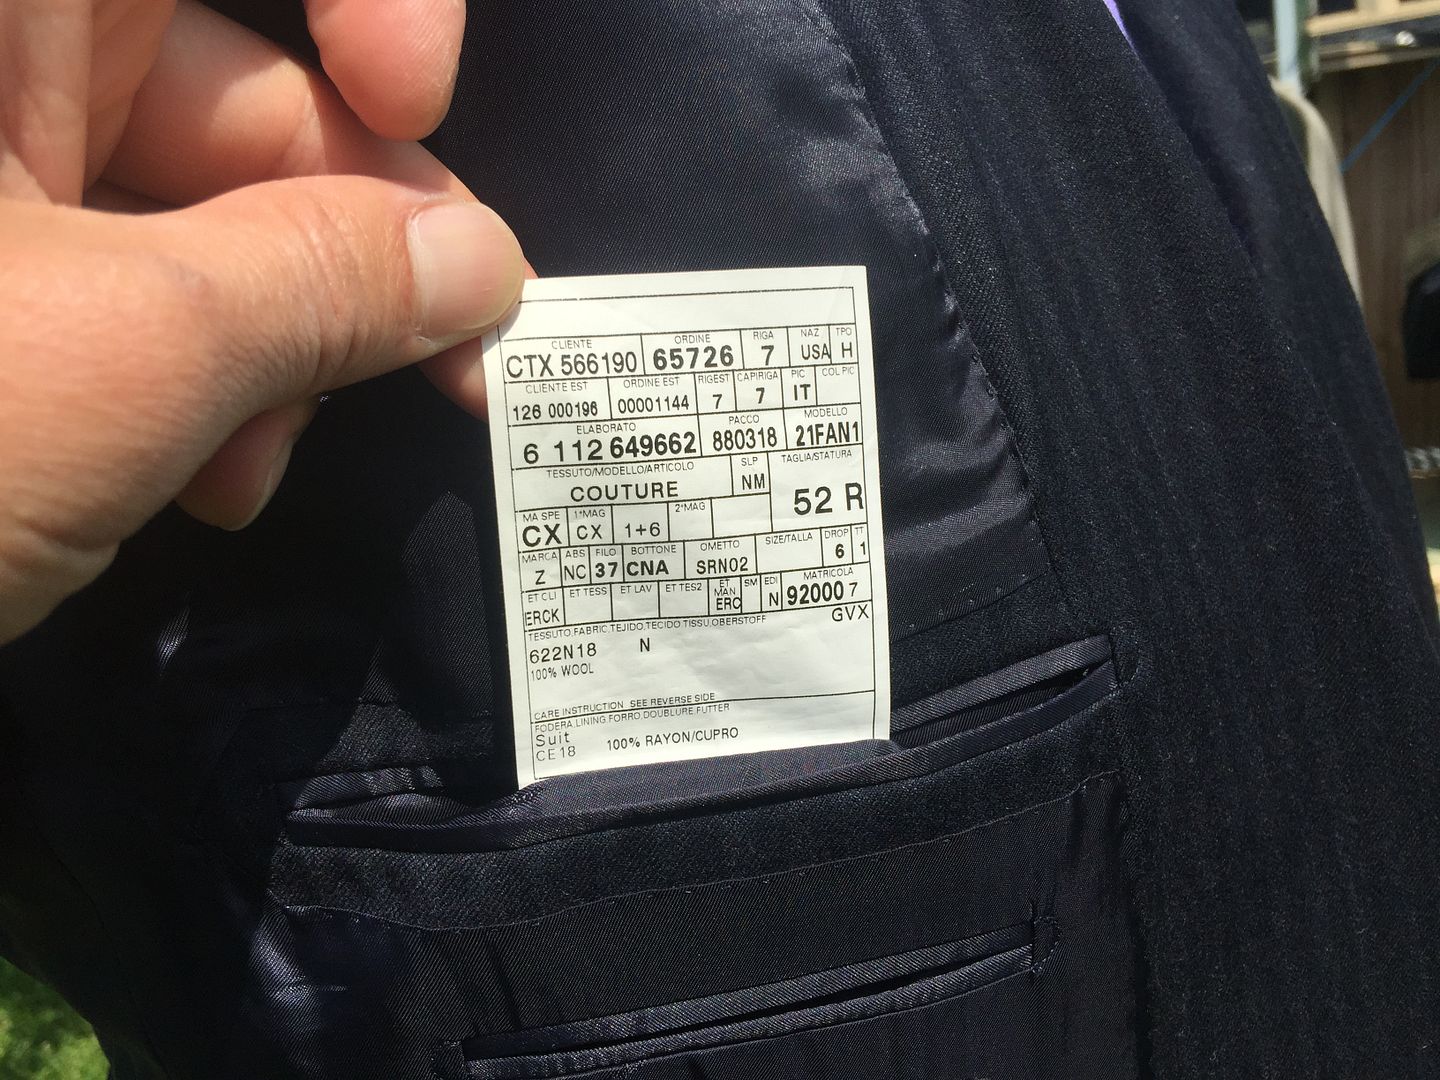 CLIENTE ORDINE RIGA NAZ TPO
CTX 566190 65726 7 USA H
CLIENTE EST ORDINE EST RIGEST CAPIRIGA PIC COL PIC
126 000196 00001144 7 7 IT
ELABORATO PACCO MODELLO
6 112 649662 880318 21FAN1
TESSUTO/MODELLO/ARTICOLO SLP TAGLIA/STATURA
COUTURE NM 52 R
MA SPE 1°MAG 2°MAG
CX CX 1+6
MARCA ABS FILO BOTTONE OMETTO SIZE/TALLA DROP TT
Z NC 37 CNA SRN02 6 1
ET CLI ET TESS ET LAV ET TES2 ET MAN SM EDI MATRICOLA
ERCK ERC N 92000 7
TESSUTO,FABRIC,TEJIDO,TECIDO,TISSU,OBERSTOFF GVX
622N18 N
100% WOOL
CARE INSTRUCTION SEE REVERSE SIDE
FODERA,LINING,FORRO,DOUBLURE,FUTTER
Suit 100% RAYON/CUPRO
CE18